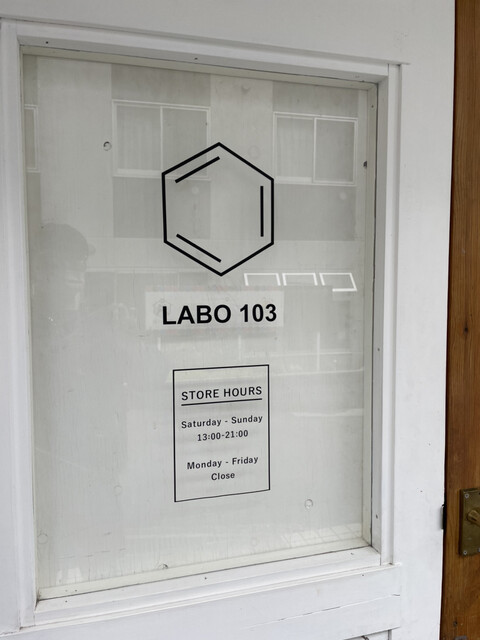 LABO 103
STORE HOURS
Saturday - Sunday
13:00-21:00
Monday - Friday
Close